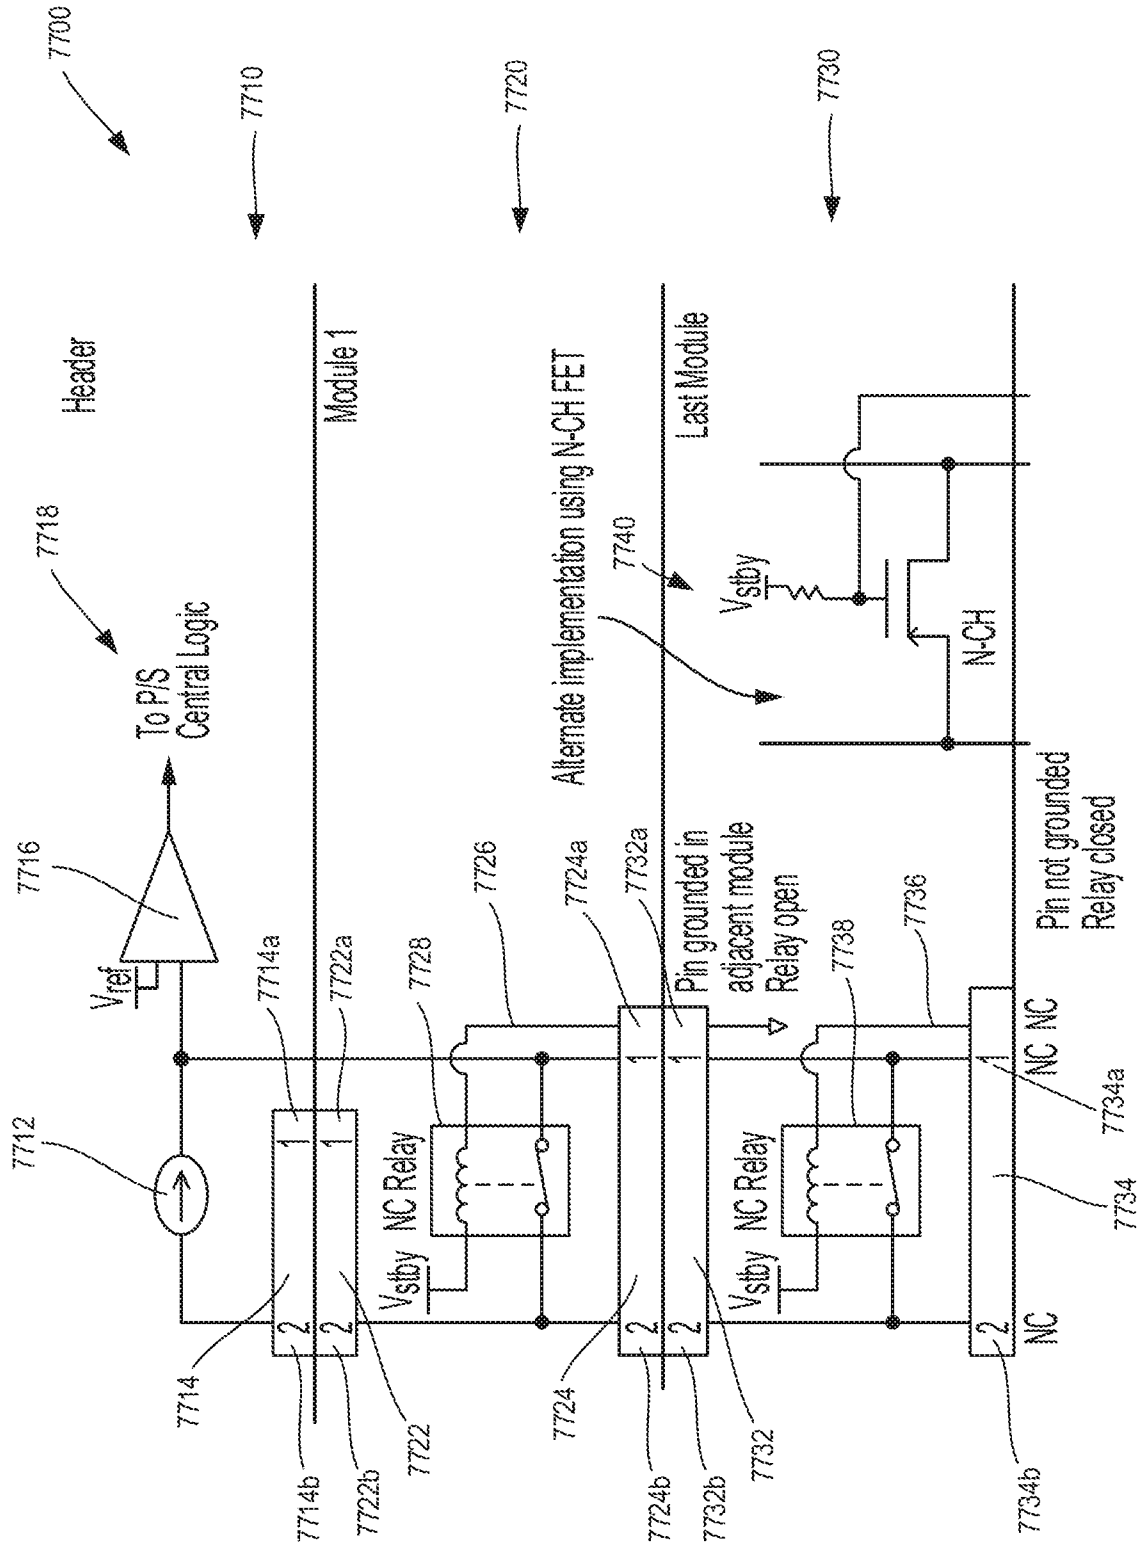 7700
7710
7720
7730
Header
Module 1
Last Module
7718
To P/S
Central Logic
7716
Vref
7712
7714a
7722a
1
1
2
2
7714
7714b
7722b
7722
Alternate implementation using N-CH FET
7740
Vstby
N-CH
7726
7728
NC Relay
Vstby
7724a
7732a
1
1
2
2
7724
7724b
7732b
7732
Pin grounded in
adjacent module
Relay open
7738
7736
NC Relay
Vstby
1
2
7734a
7734
7734b
NC
NC
NC
Pin not grounded
Relay closed